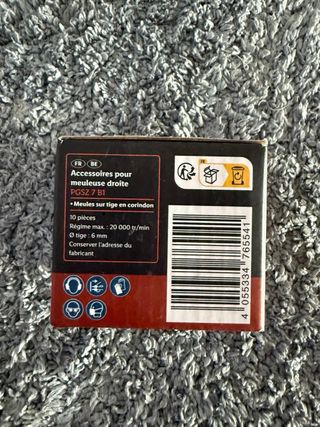 FR BE
Accessoires pour
meuleuse droite
PGSZ 7 B1
• Meules sur tige en corindon
10 pièces
Régime max. : 20 000 tr/min
Ø tige : 6 mm
Conserver l'adresse du
fabricant
FR
4 055334 765541